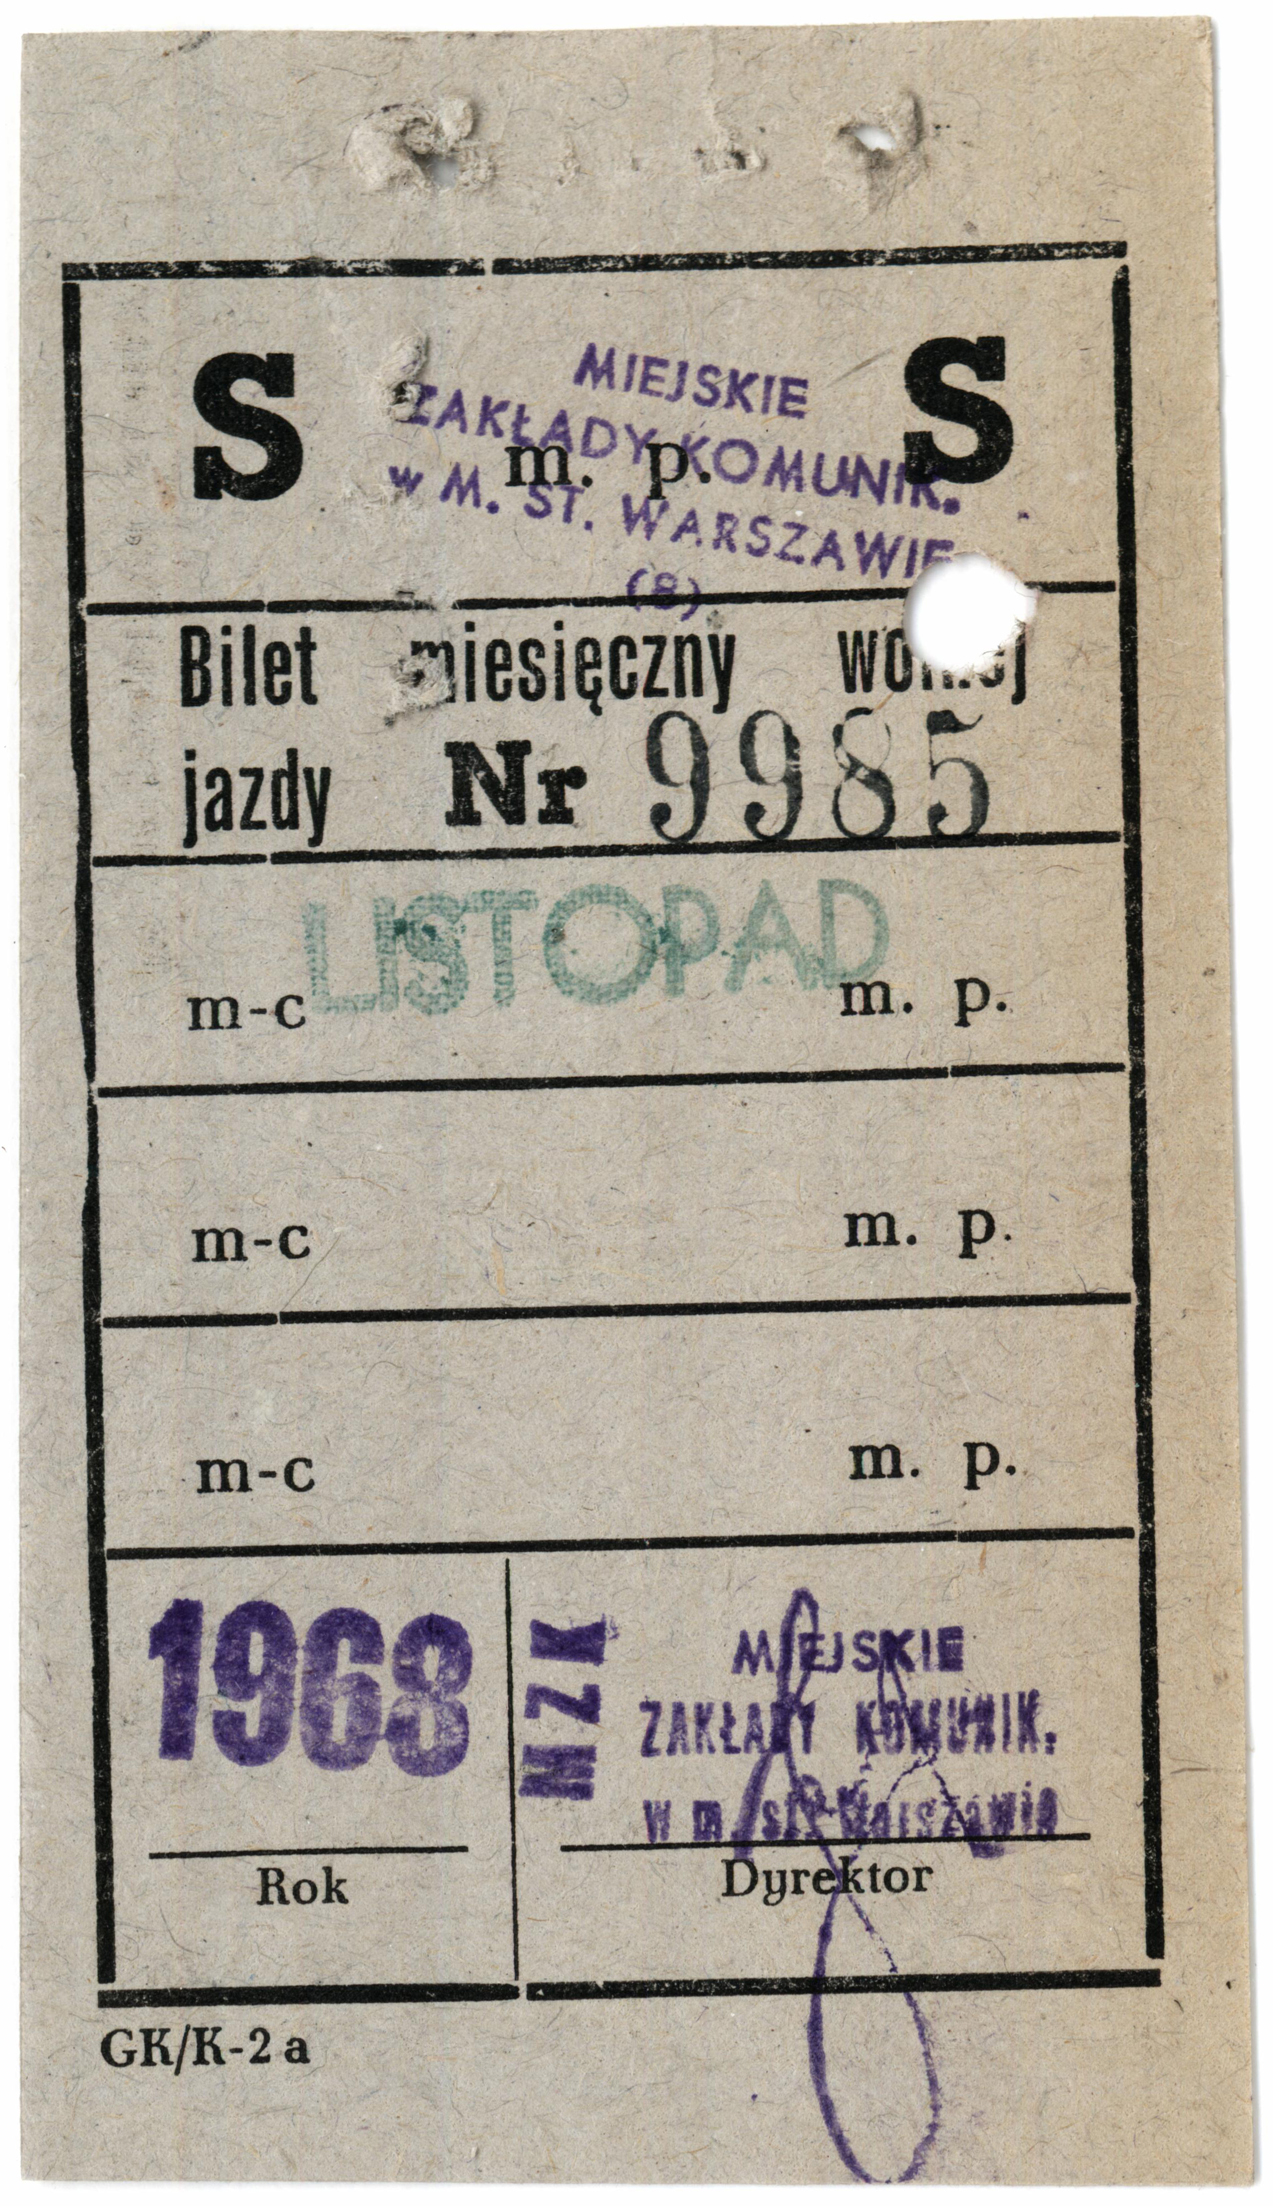 S S
MIEJSKIE
ZAKŁADY KOMUNIK.
w M. ST. WARSZAWIE
(8)
m. p.
Bilet miesięczny wolnej
jazdy Nr 9985
LISTOPAD
m-c m. p.
m-c m. p.
m-c m. p.
1968
MZK
MIEJSKIE
ZAKŁADY KOMUNIK.
w m. st. Warszawie
Rok
Dyrektor
GK/K-2 a